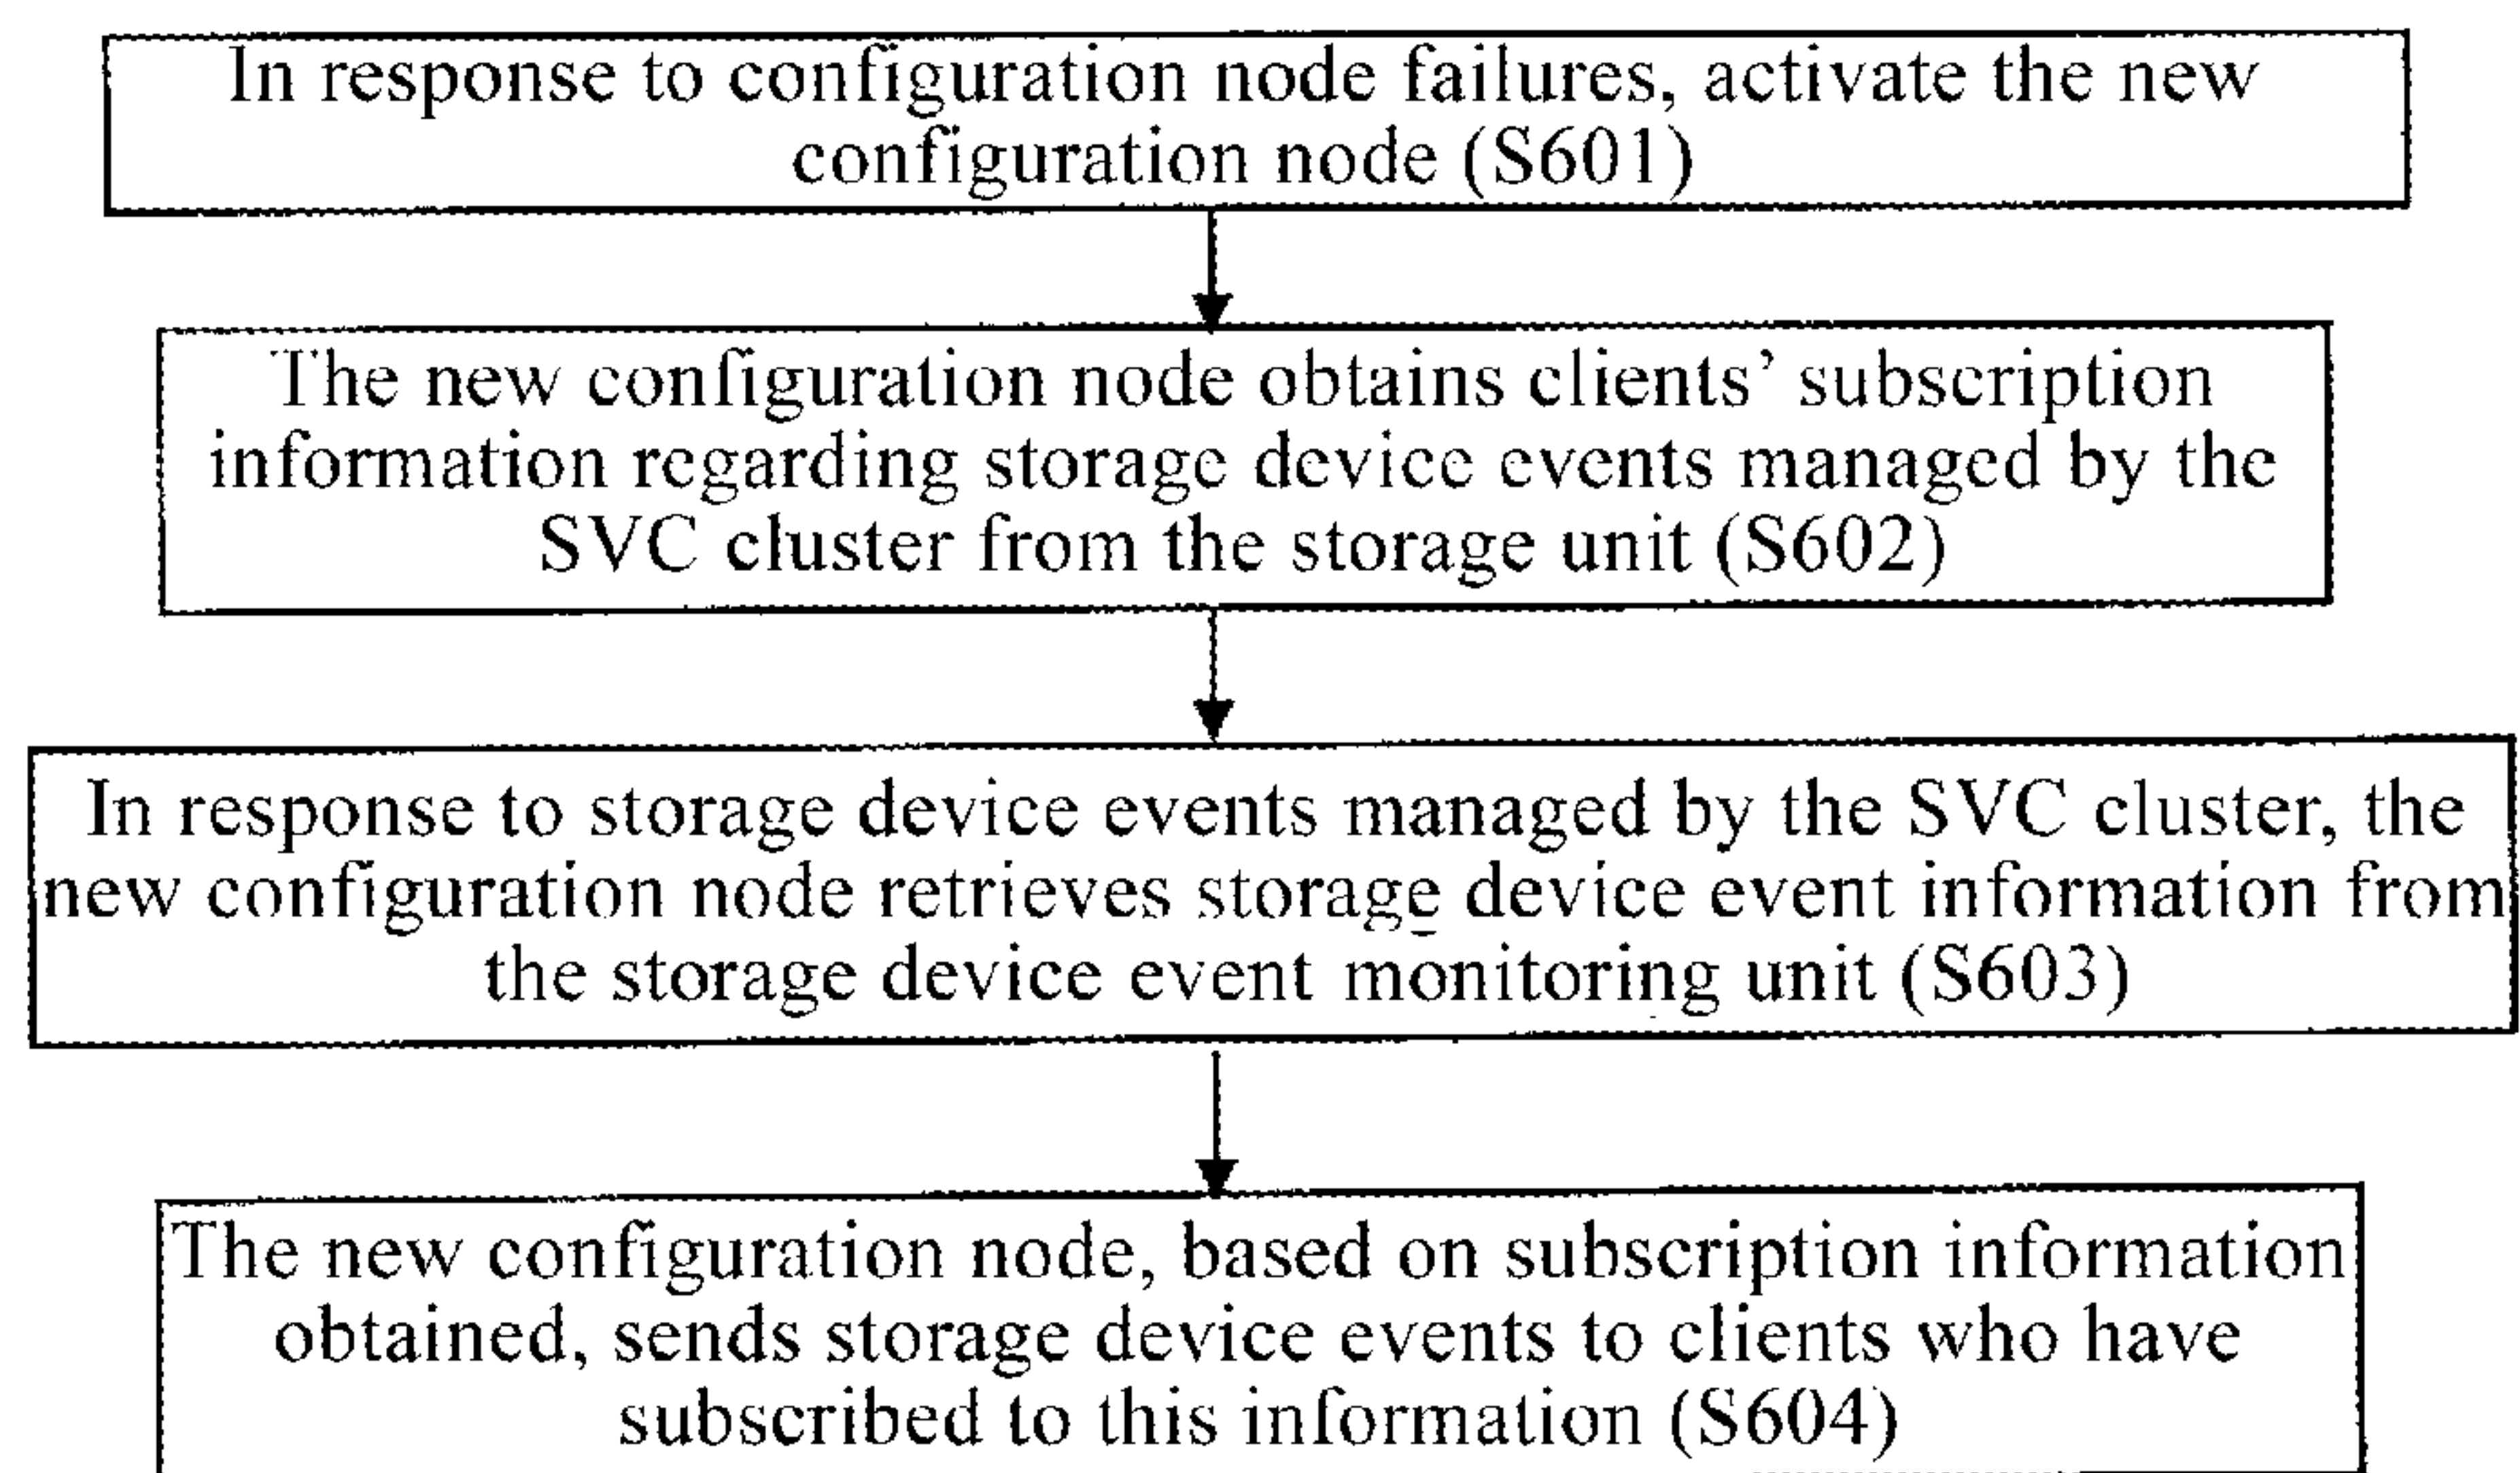 In response to configuration node failures, activate the new
configuration node (S601)
The new configuration node obtains clients’ subscription
information regarding storage device events managed by the
SVC cluster from the storage unit (S602)
In response to storage device events managed by the SVC cluster, the
new configuration node retrieves storage device event information from
the storage device event monitoring unit (S603)
The new configuration node, based on subscription information
obtained, sends storage device events to clients who have
subscribed to this information (S604)